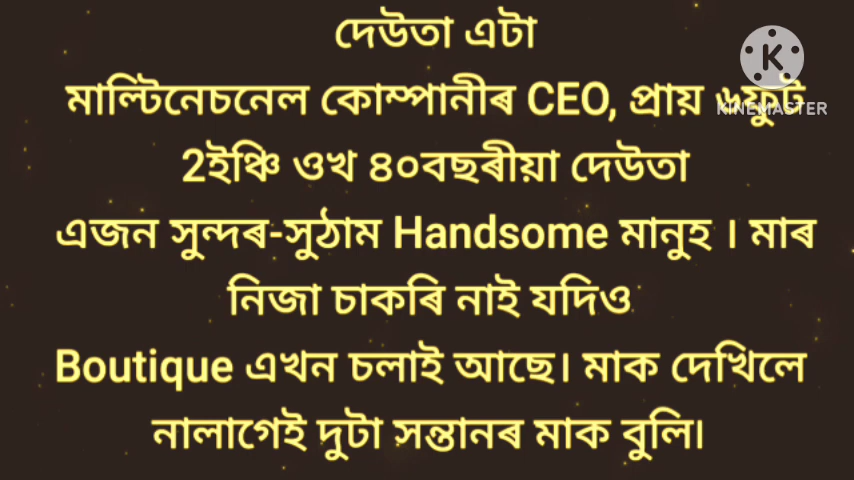 দেউতা এটা
মাল্টিনেচনেল কোম্পানীৰ CEO, প্ৰায় ৬ফুট
2ইঞ্চি ওখ ৪০বছৰীয়া দেউতা
এজন সুন্দৰ-সুঠাম Handsome মানুহ । মাৰ
নিজা চাকৰি নাই যদিও
Boutique এখন চলাই আছে। মাক দেখিলে
নালাগেই দুটা সন্তানৰ মাক বুলি।
K
KINEMASTER